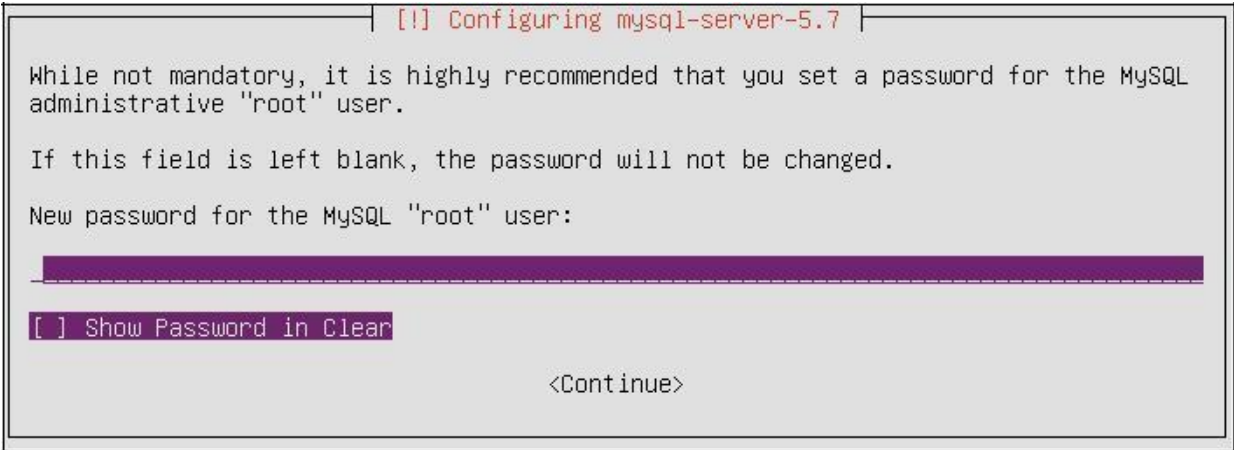 [!] Configuring mysql-server-5.7
While not mandatory, it is highly recommended that you set a password for the MySQL
administrative "root" user.
If this field is left blank, the password will not be changed.
New password for the MySQL "root" user:
[ ] Show Password in Clear
<Continue>